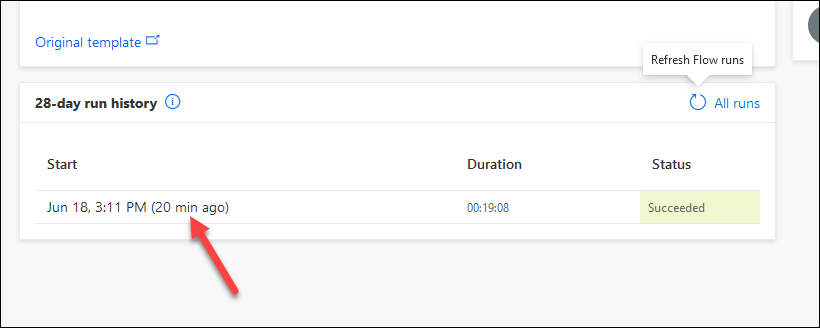 Original template
Refresh Flow runs
28-day run history
All runs
Start Duration Status
Jun 18, 3:11 PM (20 min ago) 00:19:08 Succeeded